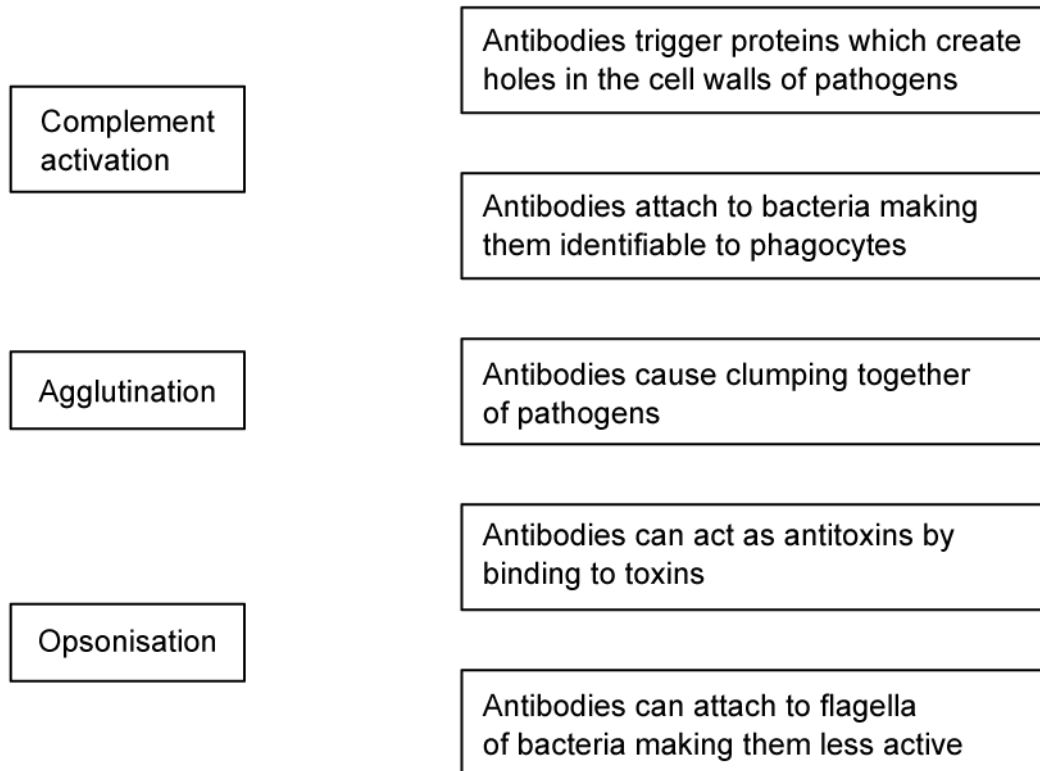 Complement
activation
Agglutination
Opsonisation
Antibodies trigger proteins which create
holes in the cell walls of pathogens
Antibodies attach to bacteria making
them identifiable to phagocytes
Antibodies cause clumping together
of pathogens
Antibodies can act as antitoxins by
binding to toxins
Antibodies can attach to flagella
of bacteria making them less active